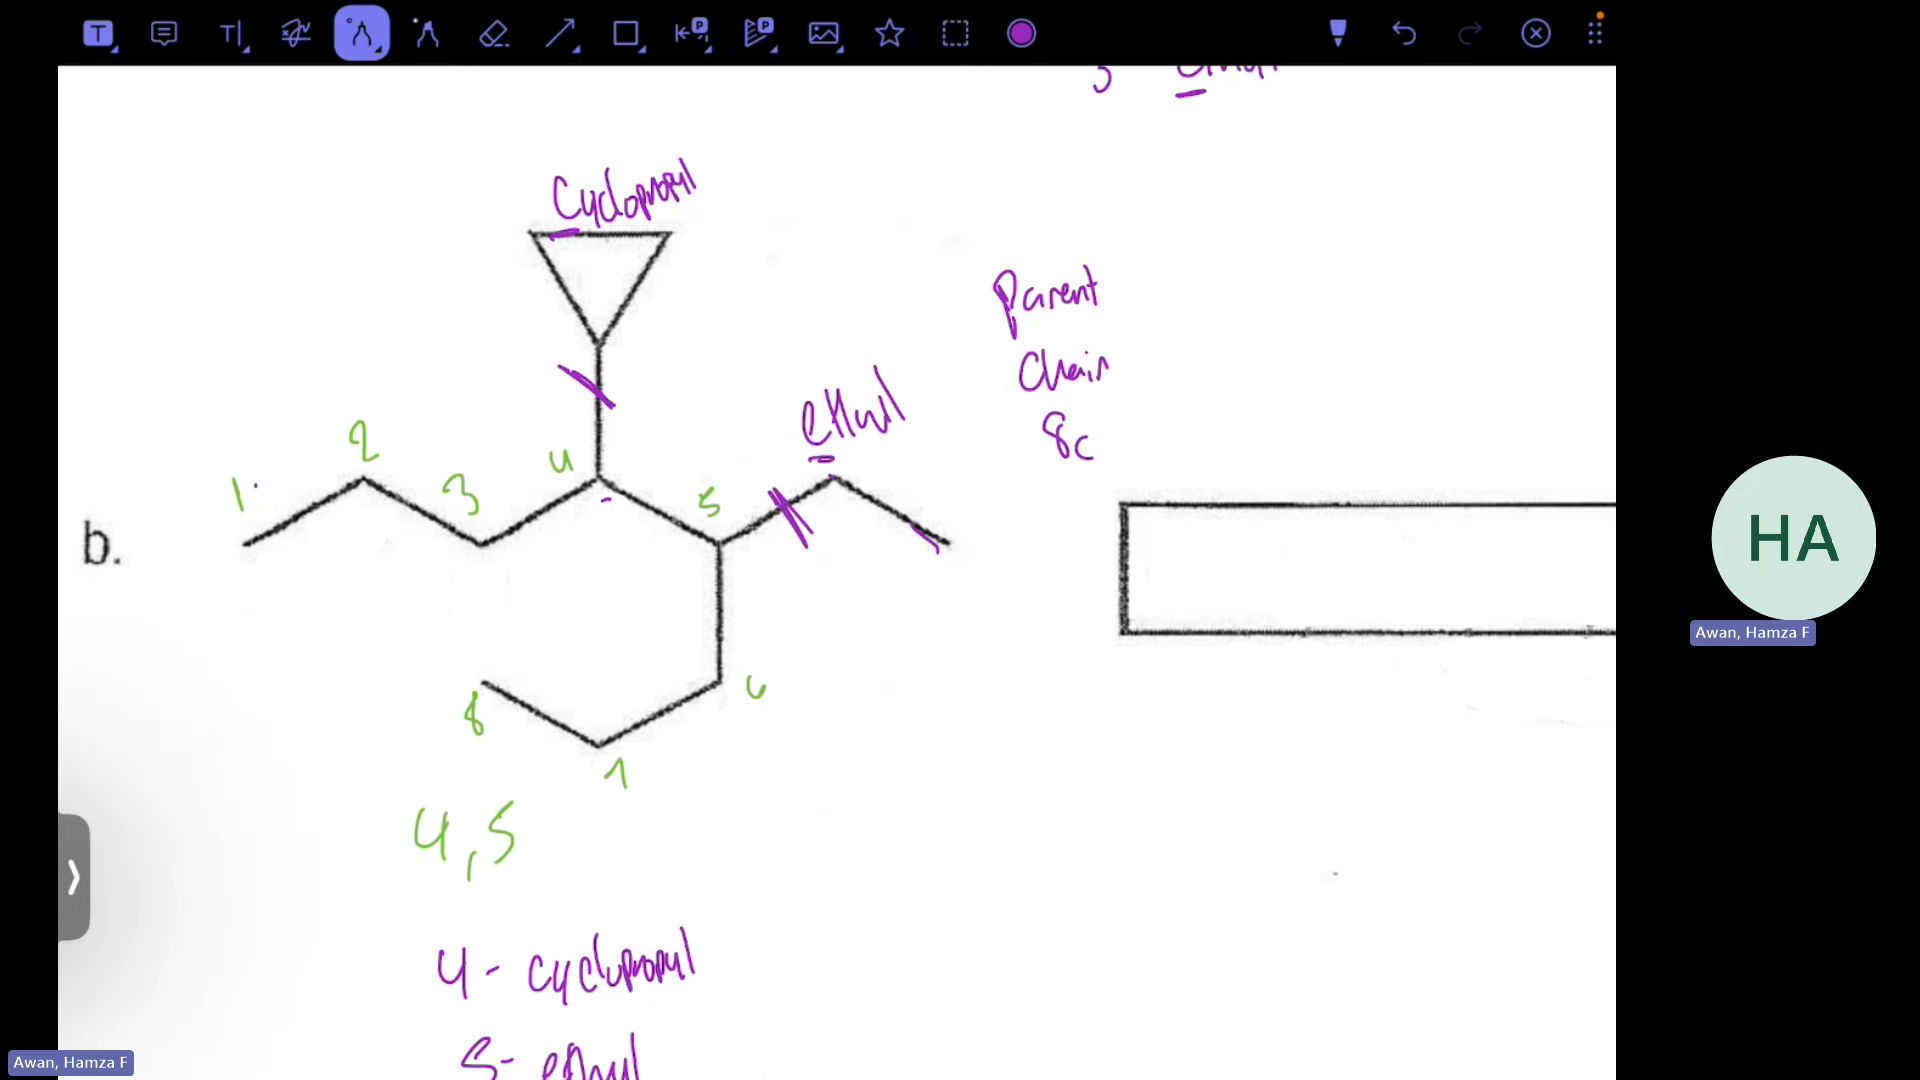 Cyclopropyl
Parent
Chain
8c
ethyl
2
1
3
4
5
b.
HA
Awan, Hamza F
8
6
7
4,5
4- cyclopropyl
5- ethyl
Awan, Hamza F